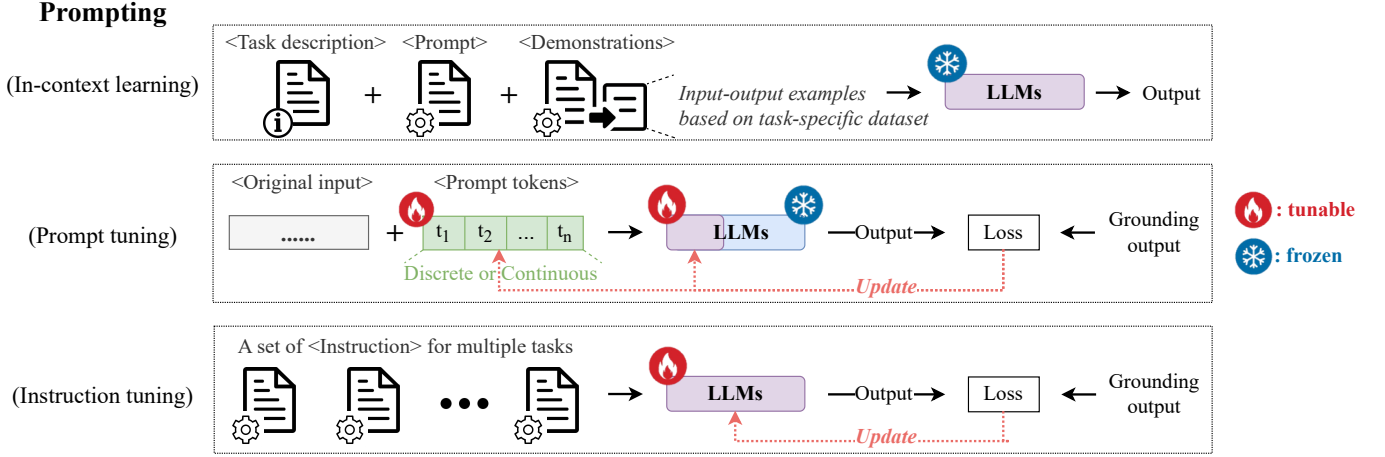 Prompting
(In-context learning)
<Task description>
<Prompt>
<Demonstrations>
+
+
Input-output examples
based on task-specific dataset
LLMs
Output
(Prompt tuning)
<Original input>
......
+
<Prompt tokens>
t1 t2 ... tn
Discrete or Continuous
LLMs
Output
Loss
Grounding
output
Update
: tunable
: frozen
(Instruction tuning)
A set of <Instruction> for multiple tasks
LLMs
Output
Loss
Grounding
output
Update